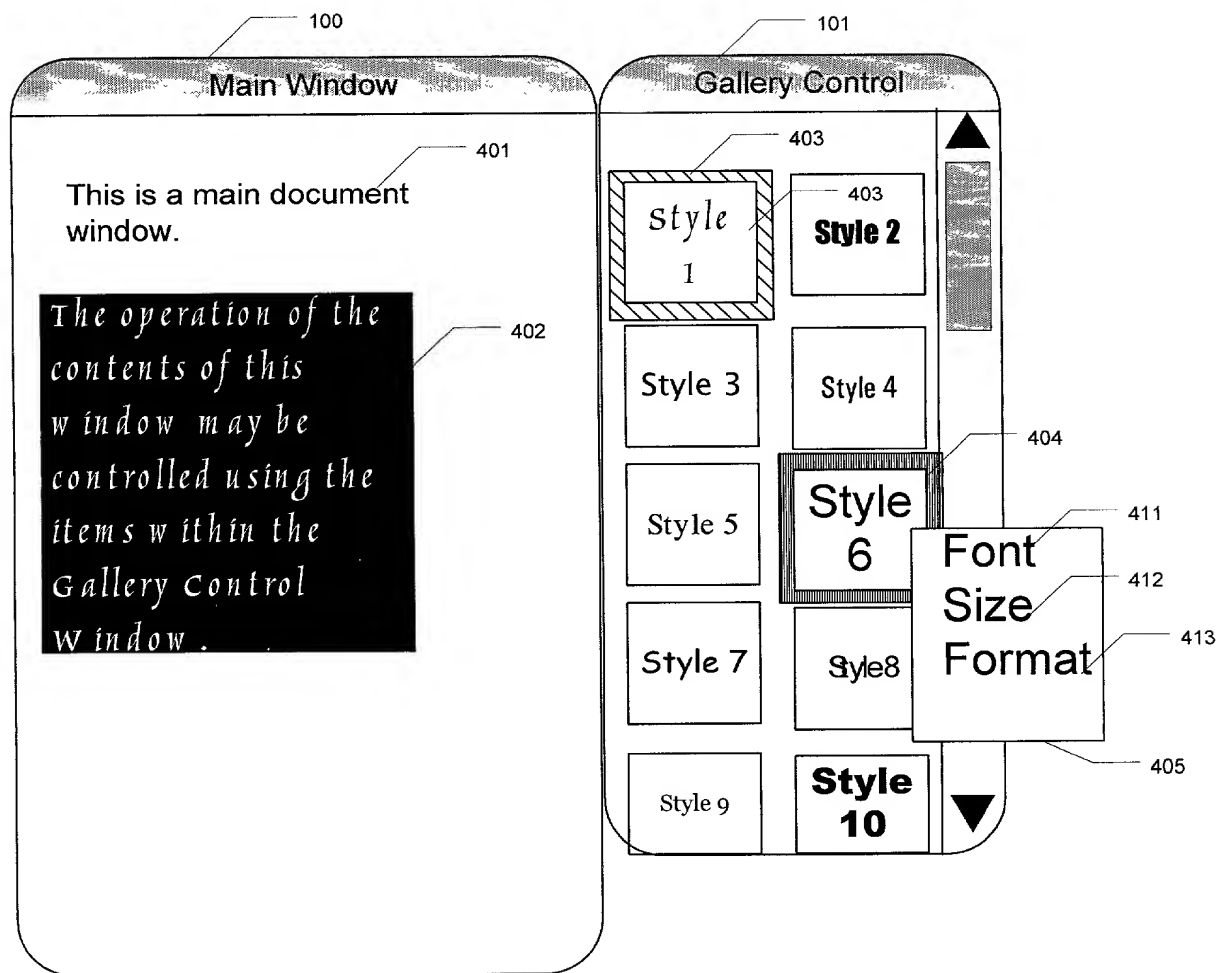 100
101
Main Window
Gallery Control
401
This is a main document
window.
403
403
Style
1
Style 2
The operation of the
contents of this
window may be
controlled using the
items within the
Gallery Control
Window.
402
Style 3
Style 4
404
Style 5
Style
6
Font
Size
Format
411
412
413
Style 7
Style8
405
Style 9
Style
10